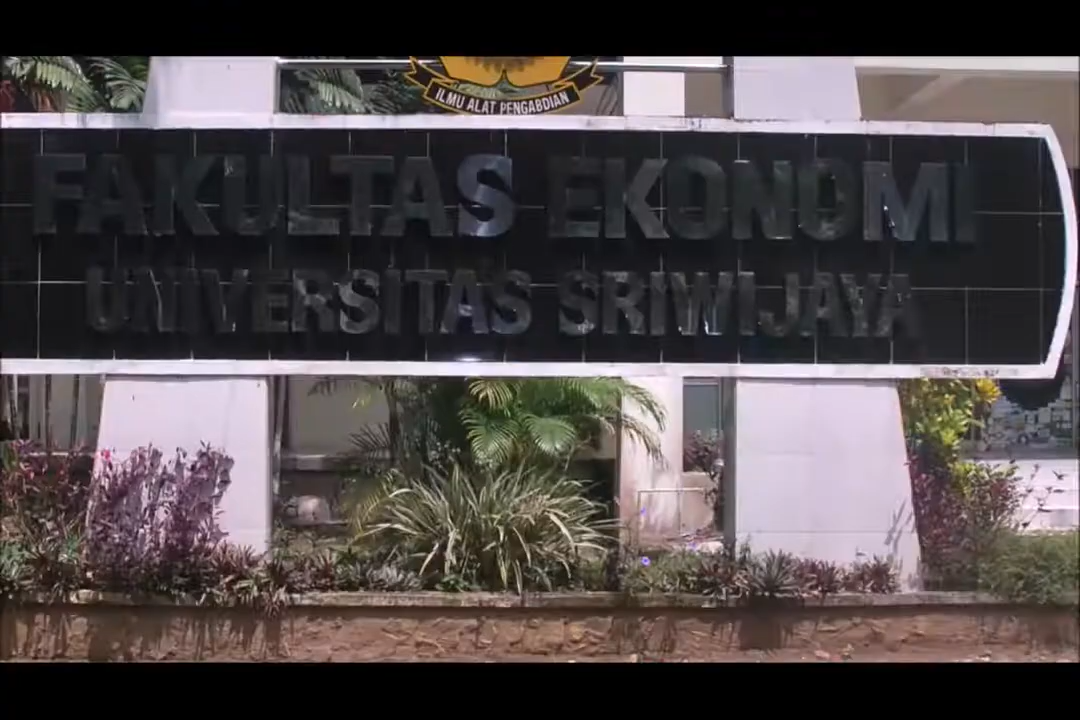 ILMU ALAT PENGABDIAN
FAKULTAS EKONOMI
UNIVERSITAS SRIWIJAYA